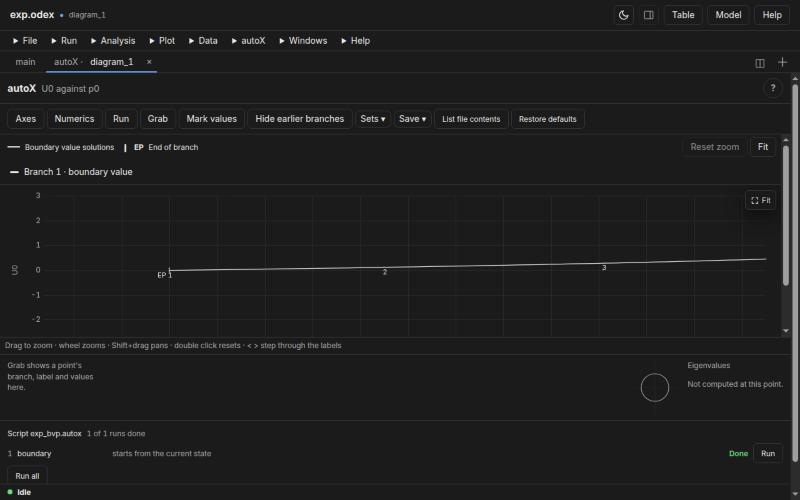 exp.odex • diagram_1 Table Model Help
▶ File ▶ Run ▶ Analysis ▶ Plot ▶ Data ▶ autoX ▶ Windows ▶ Help
main autoX · diagram_1 ×
autoX U0 against p0 ?
Axes Numerics Run Grab Mark values Hide earlier branches Sets ▾ Save ▾ List file contents Restore defaults
Boundary value solutions EP End of branch Reset zoom Fit
Branch 1 · boundary value
Fit
3
2
1
0
-1
-2
U0
EP 1
2
3
Drag to zoom · wheel zooms · Shift+drag pans · double click resets · < > step through the labels
Grab shows a point's
branch, label and values
here.
Eigenvalues
Not computed at this point.
Script exp_bvp.autox 1 of 1 runs done
1 boundary starts from the current state Done Run
Run all
Idle